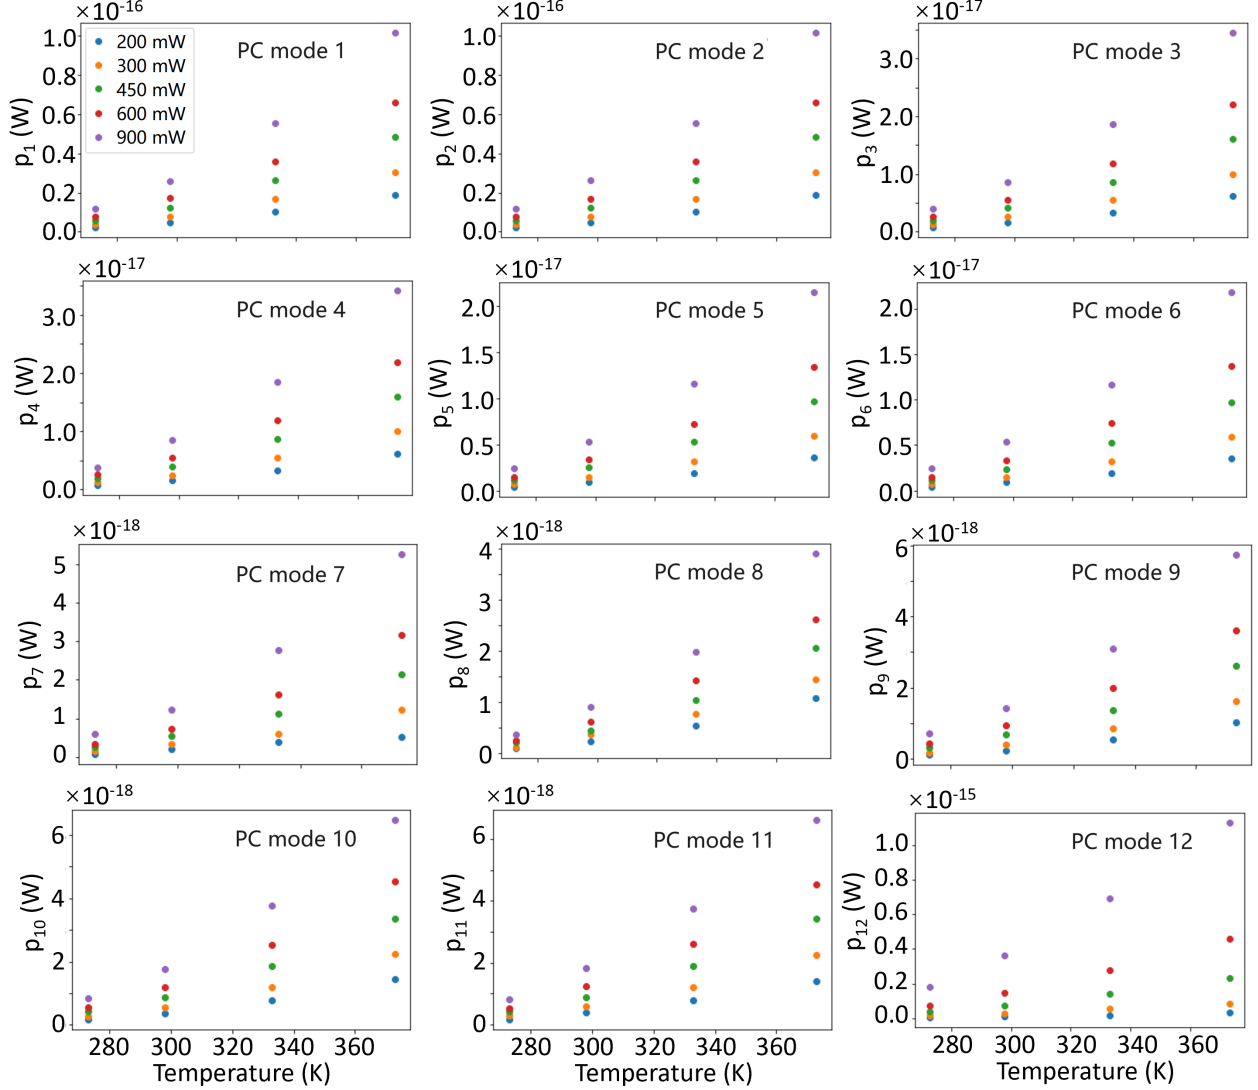 ×10⁻¹⁶
PC mode 1
1.0
0.8
0.6
0.4
0.2
0.0
p₁ (W)
200 mW
300 mW
450 mW
600 mW
900 mW
×10⁻¹⁶
PC mode 2
1.0
0.8
0.6
0.4
0.2
0.0
p₂ (W)
×10⁻¹⁷
PC mode 3
3.0
2.0
1.0
0.0
p₃ (W)
×10⁻¹⁷
PC mode 4
3.0
2.0
1.0
0.0
p₄ (W)
×10⁻¹⁷
PC mode 5
2.0
1.5
1.0
0.5
0.0
p₅ (W)
×10⁻¹⁷
PC mode 6
2.0
1.5
1.0
0.5
0.0
p₆ (W)
×10⁻¹⁸
PC mode 7
5
4
3
2
1
0
p₇ (W)
×10⁻¹⁸
PC mode 8
4
3
2
1
0
p₈ (W)
×10⁻¹⁸
PC mode 9
6
4
2
0
p₉ (W)
×10⁻¹⁸
PC mode 10
6
4
2
0
p₁₀ (W)
280 300 320 340 360
Temperature (K)
×10⁻¹⁸
PC mode 11
6
4
2
0
p₁₁ (W)
280 300 320 340 360
Temperature (K)
×10⁻¹⁵
PC mode 12
1.0
0.8
0.6
0.4
0.2
0.0
p₁₂ (W)
280 300 320 340 360
Temperature (K)